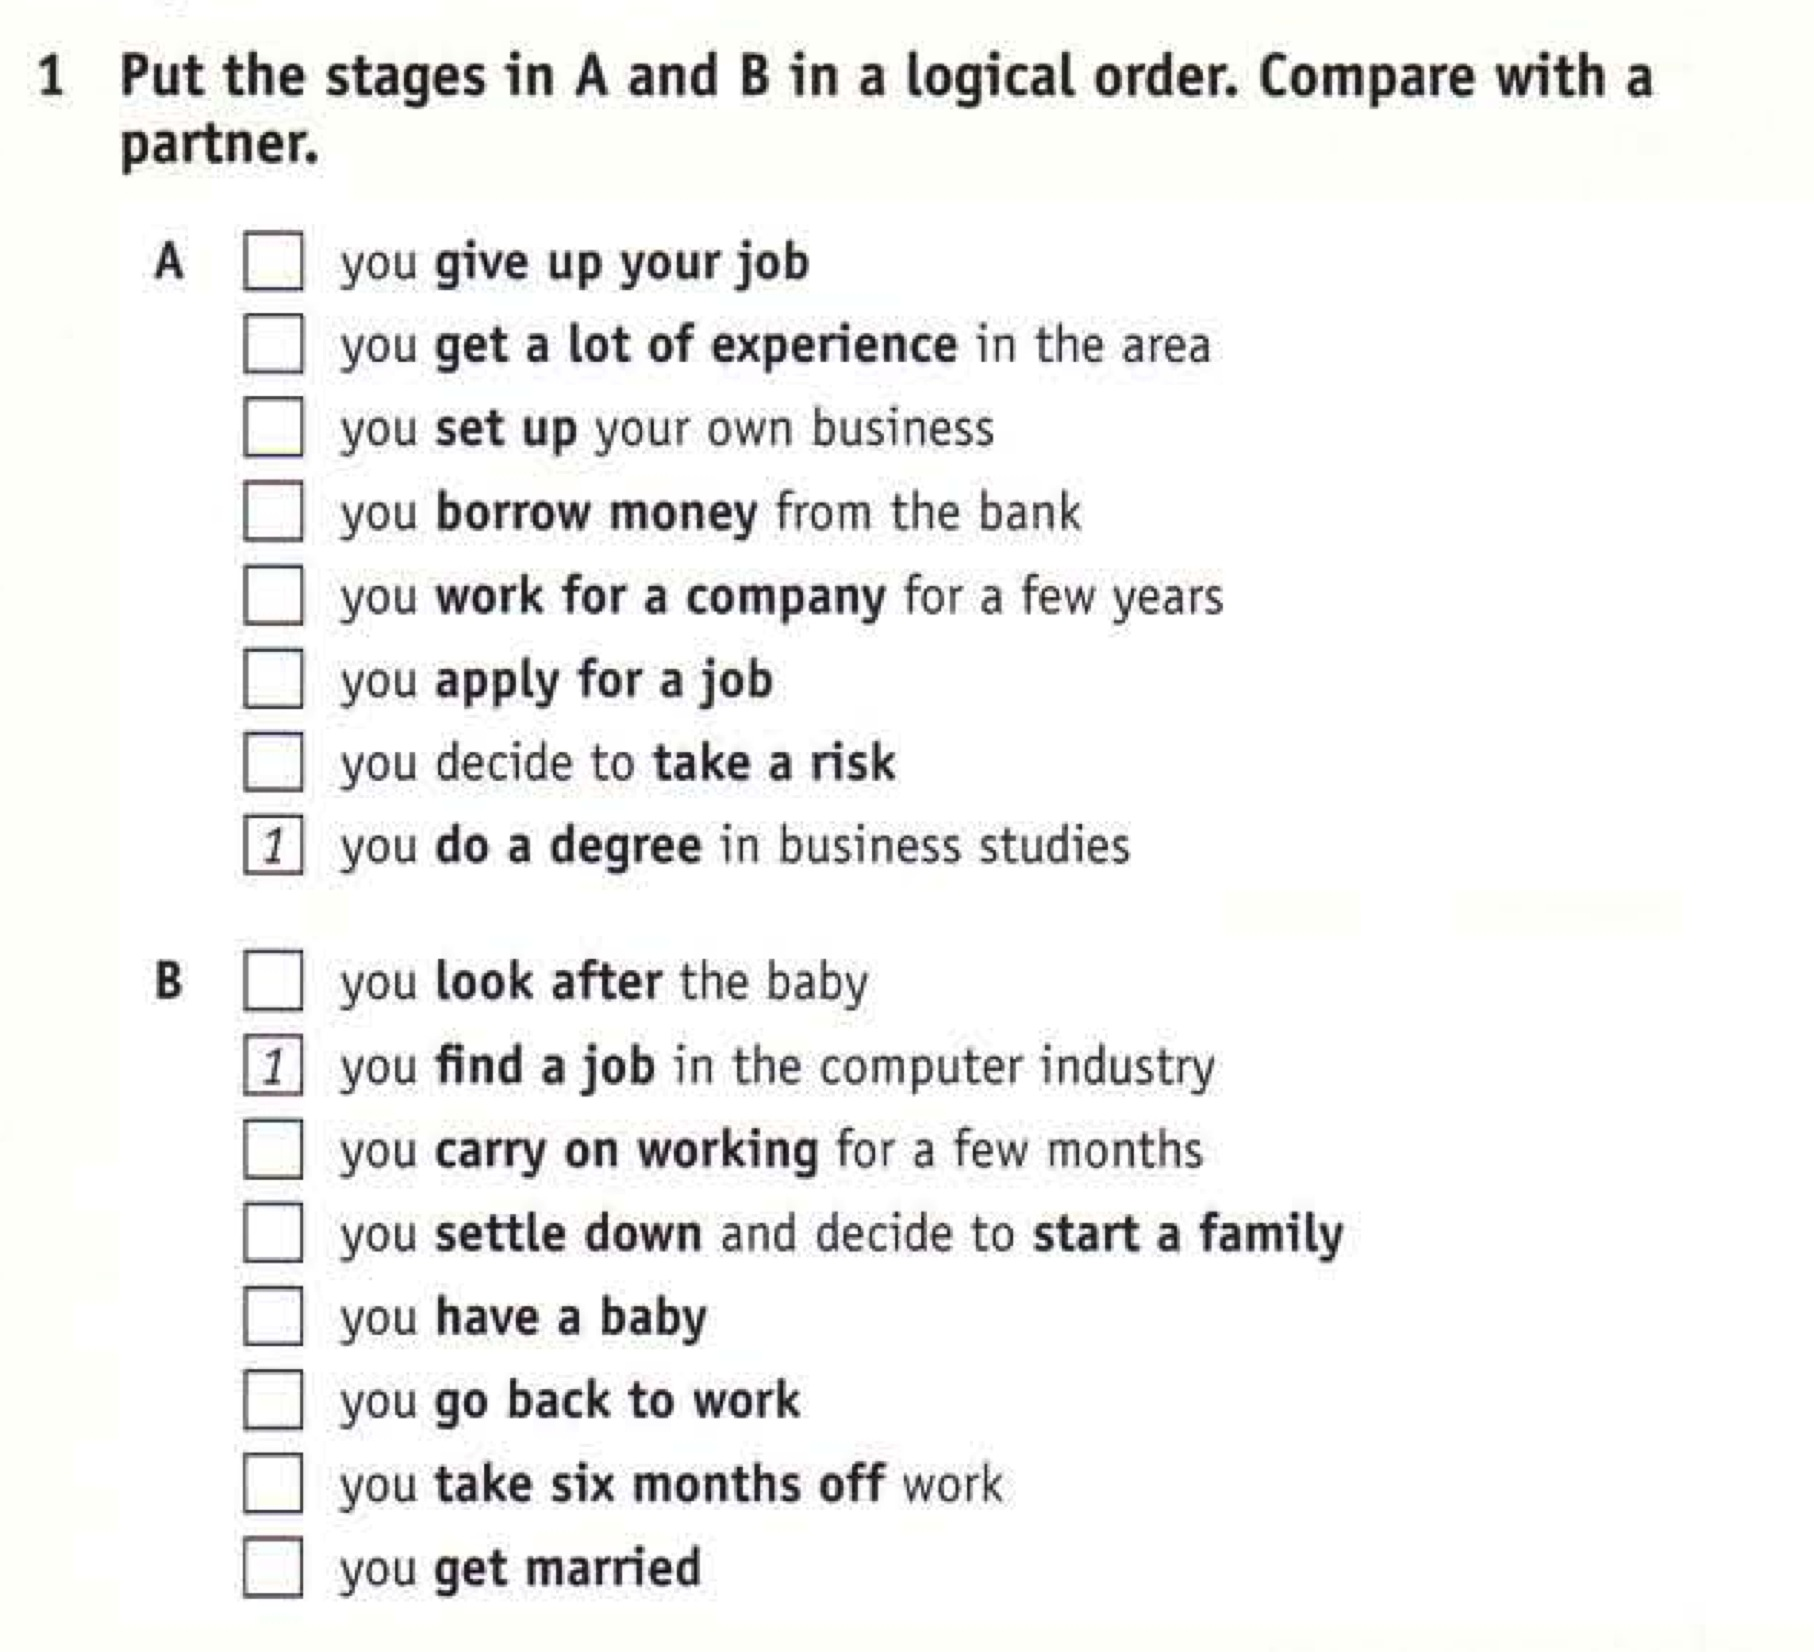 1 Put the stages in A and B in a logical order. Compare with a
partner.
A you give up your job
you get a lot of experience in the area
you set up your own business
you borrow money from the bank
you work for a company for a few years
you apply for a job
you decide to take a risk
1 you do a degree in business studies
B you look after the baby
1 you find a job in the computer industry
you carry on working for a few months
you settle down and decide to start a family
you have a baby
you go back to work
you take six months off work
you get married